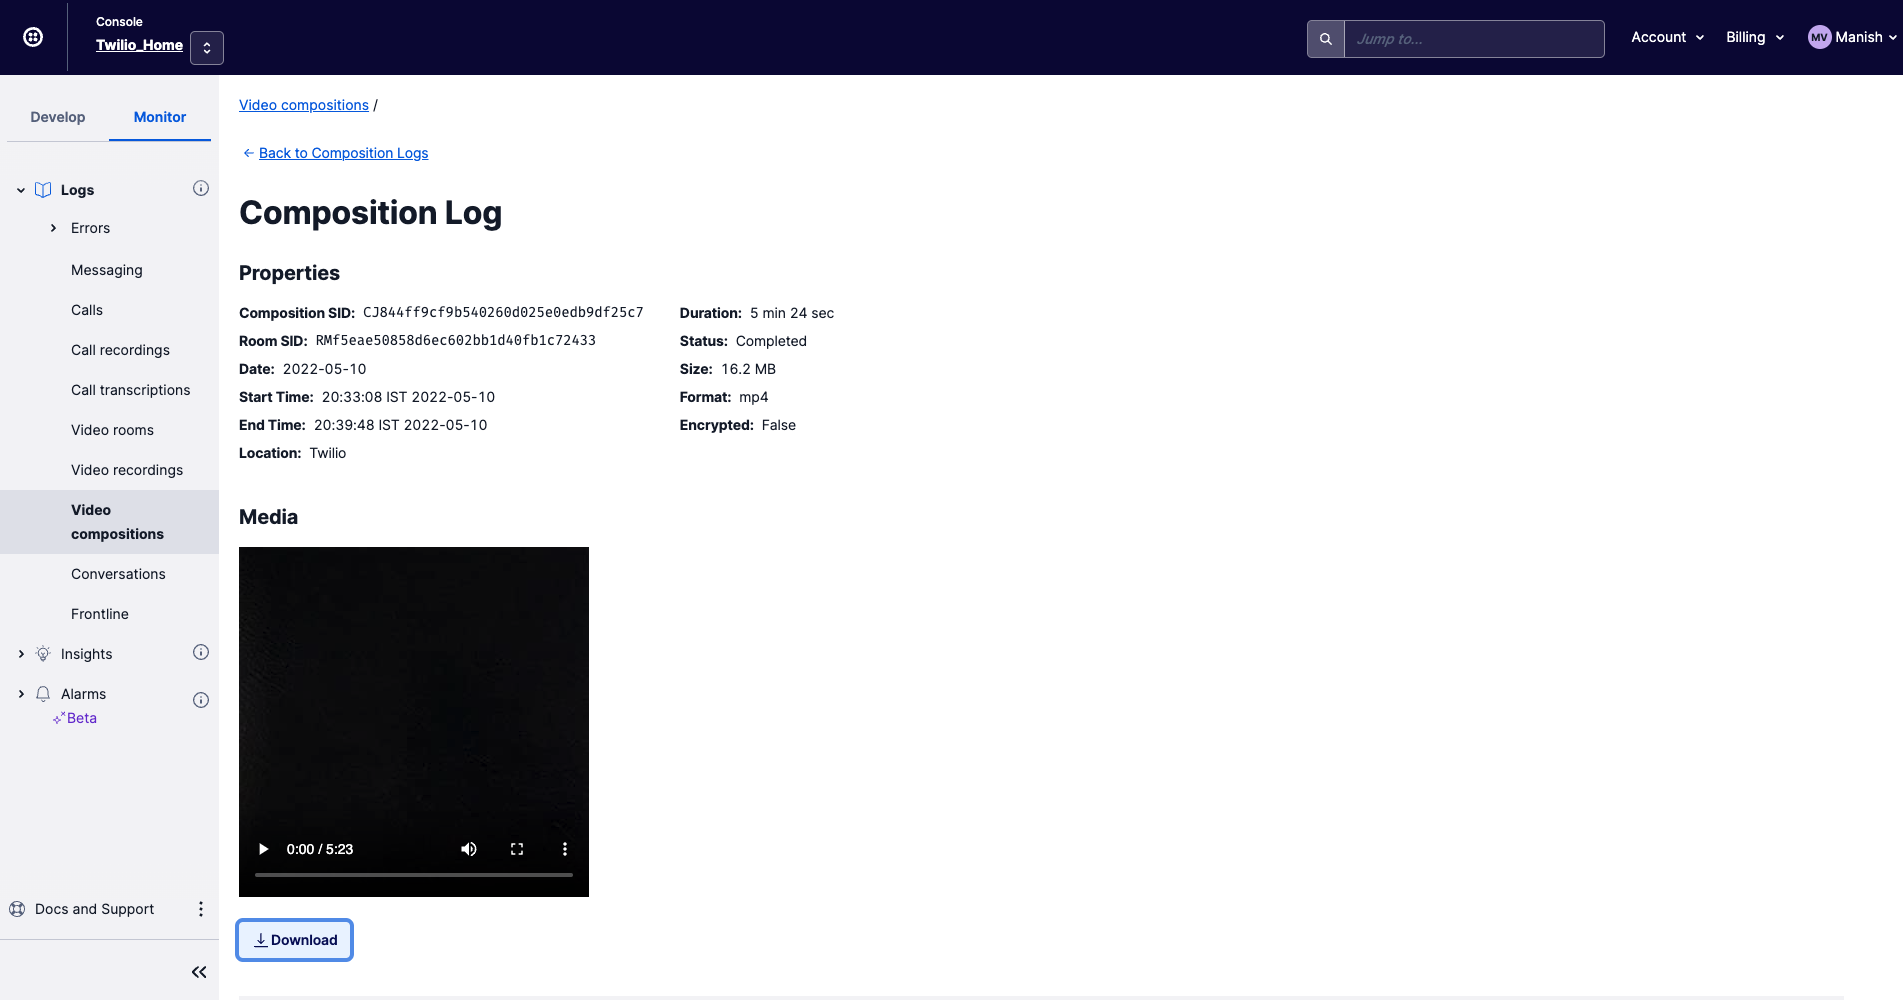 Console
Twilio_Home
Jump to...
Account
Billing
MV
Manish
Develop
Monitor
Video compositions /
← Back to Composition Logs
Logs
Errors
Messaging
Calls
Call recordings
Call transcriptions
Video rooms
Video recordings
Video
compositions
Conversations
Frontline
Insights
Alarms
Beta
Docs and Support
Composition Log
Properties
Composition SID: CJ844ff9cf9b540260d025e0edb9df25c7
Room SID: RMf5eae50858d6ec602bb1d40fb1c72433
Date: 2022-05-10
Start Time: 20:33:08 IST 2022-05-10
End Time: 20:39:48 IST 2022-05-10
Location: Twilio
Duration: 5 min 24 sec
Status: Completed
Size: 16.2 MB
Format: mp4
Encrypted: False
Media
0:00 / 5:23
Download